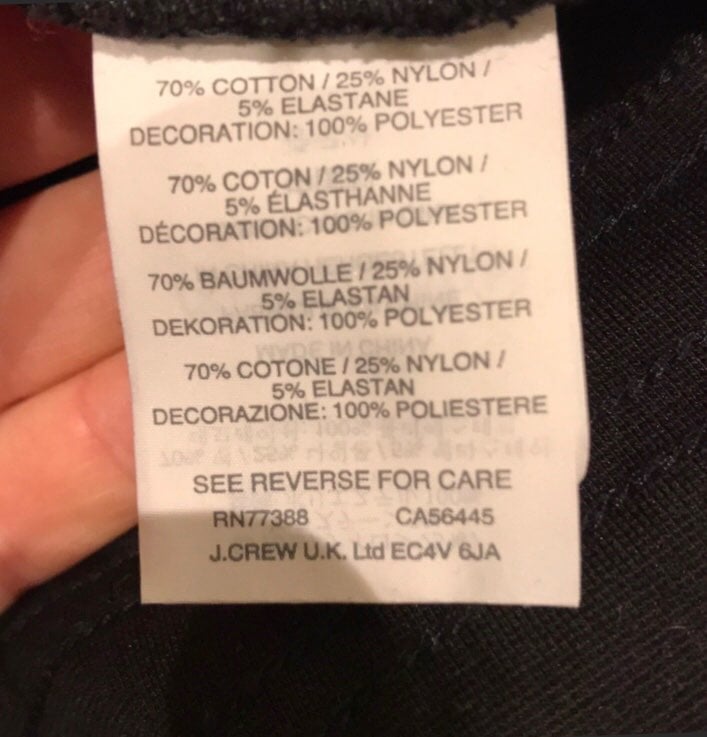 70% COTTON / 25% NYLON /
5% ELASTANE
DECORATION: 100% POLYESTER
70% COTON / 25% NYLON /
5% ÉLASTHANNE
DÉCORATION: 100% POLYESTER
70% BAUMWOLLE / 25% NYLON /
5% ELASTAN
DEKORATION: 100% POLYESTER
70% COTONE / 25% NYLON /
5% ELASTAN
DECORAZIONE: 100% POLIESTERE
SEE REVERSE FOR CARE
RN77388 CA56445
J.CREW U.K. Ltd EC4V 6JA